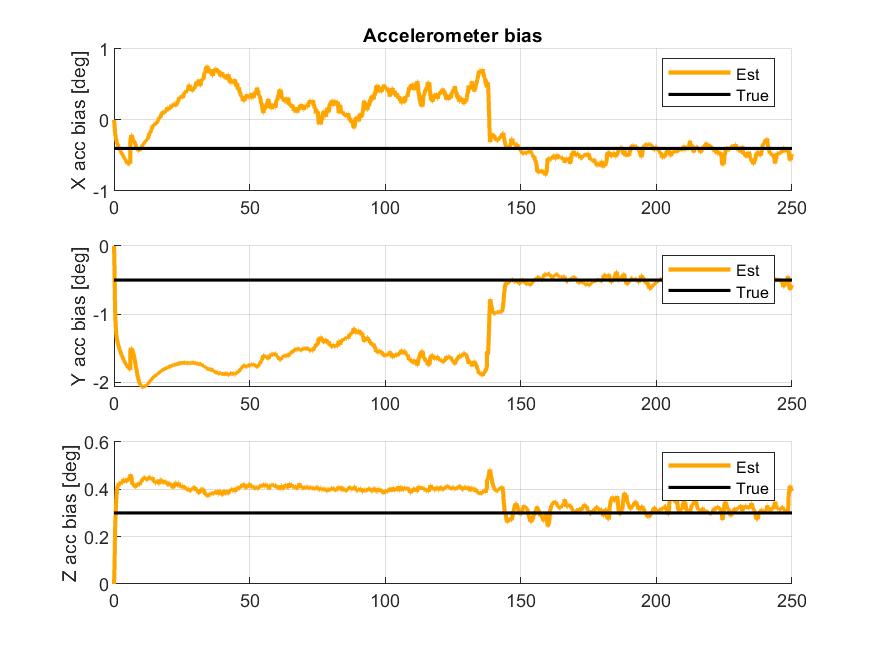 Accelerometer bias
X acc bias [deg]
1
0
-1
Est
True
0
50
100
150
200
250
Y acc bias [deg]
0
-1
-2
Est
True
0
50
100
150
200
250
Z acc bias [deg]
0.6
0.4
0.2
0
Est
True
0
50
100
150
200
250